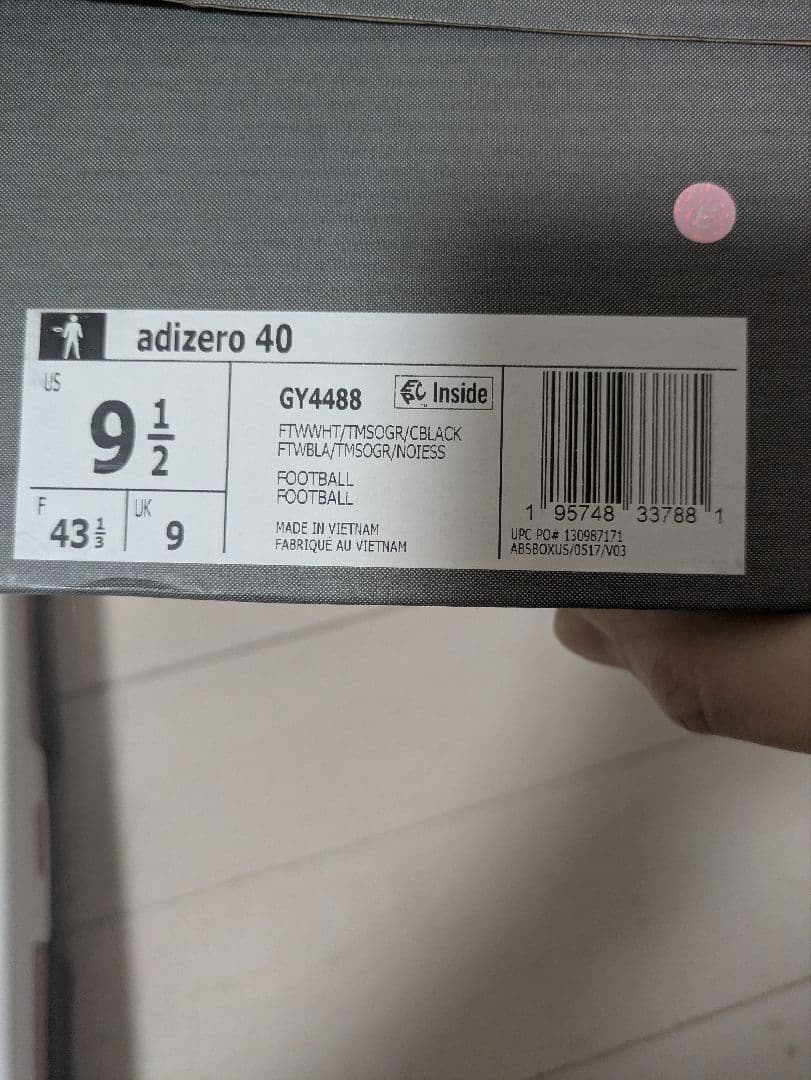 adizero 40
US
9 1/2
F
43 1/3
UK
9
GY4488
Inside
FTWWHT/TMSOGR/CBLACK
FTWBLA/TMSOGR/NOIESS
FOOTBALL
FOOTBALL
MADE IN VIETNAM
FABRIQUÉ AU VIETNAM
1 95748 33788 1
UPC PO# 130987171
ABSBOXUS/0517/V03